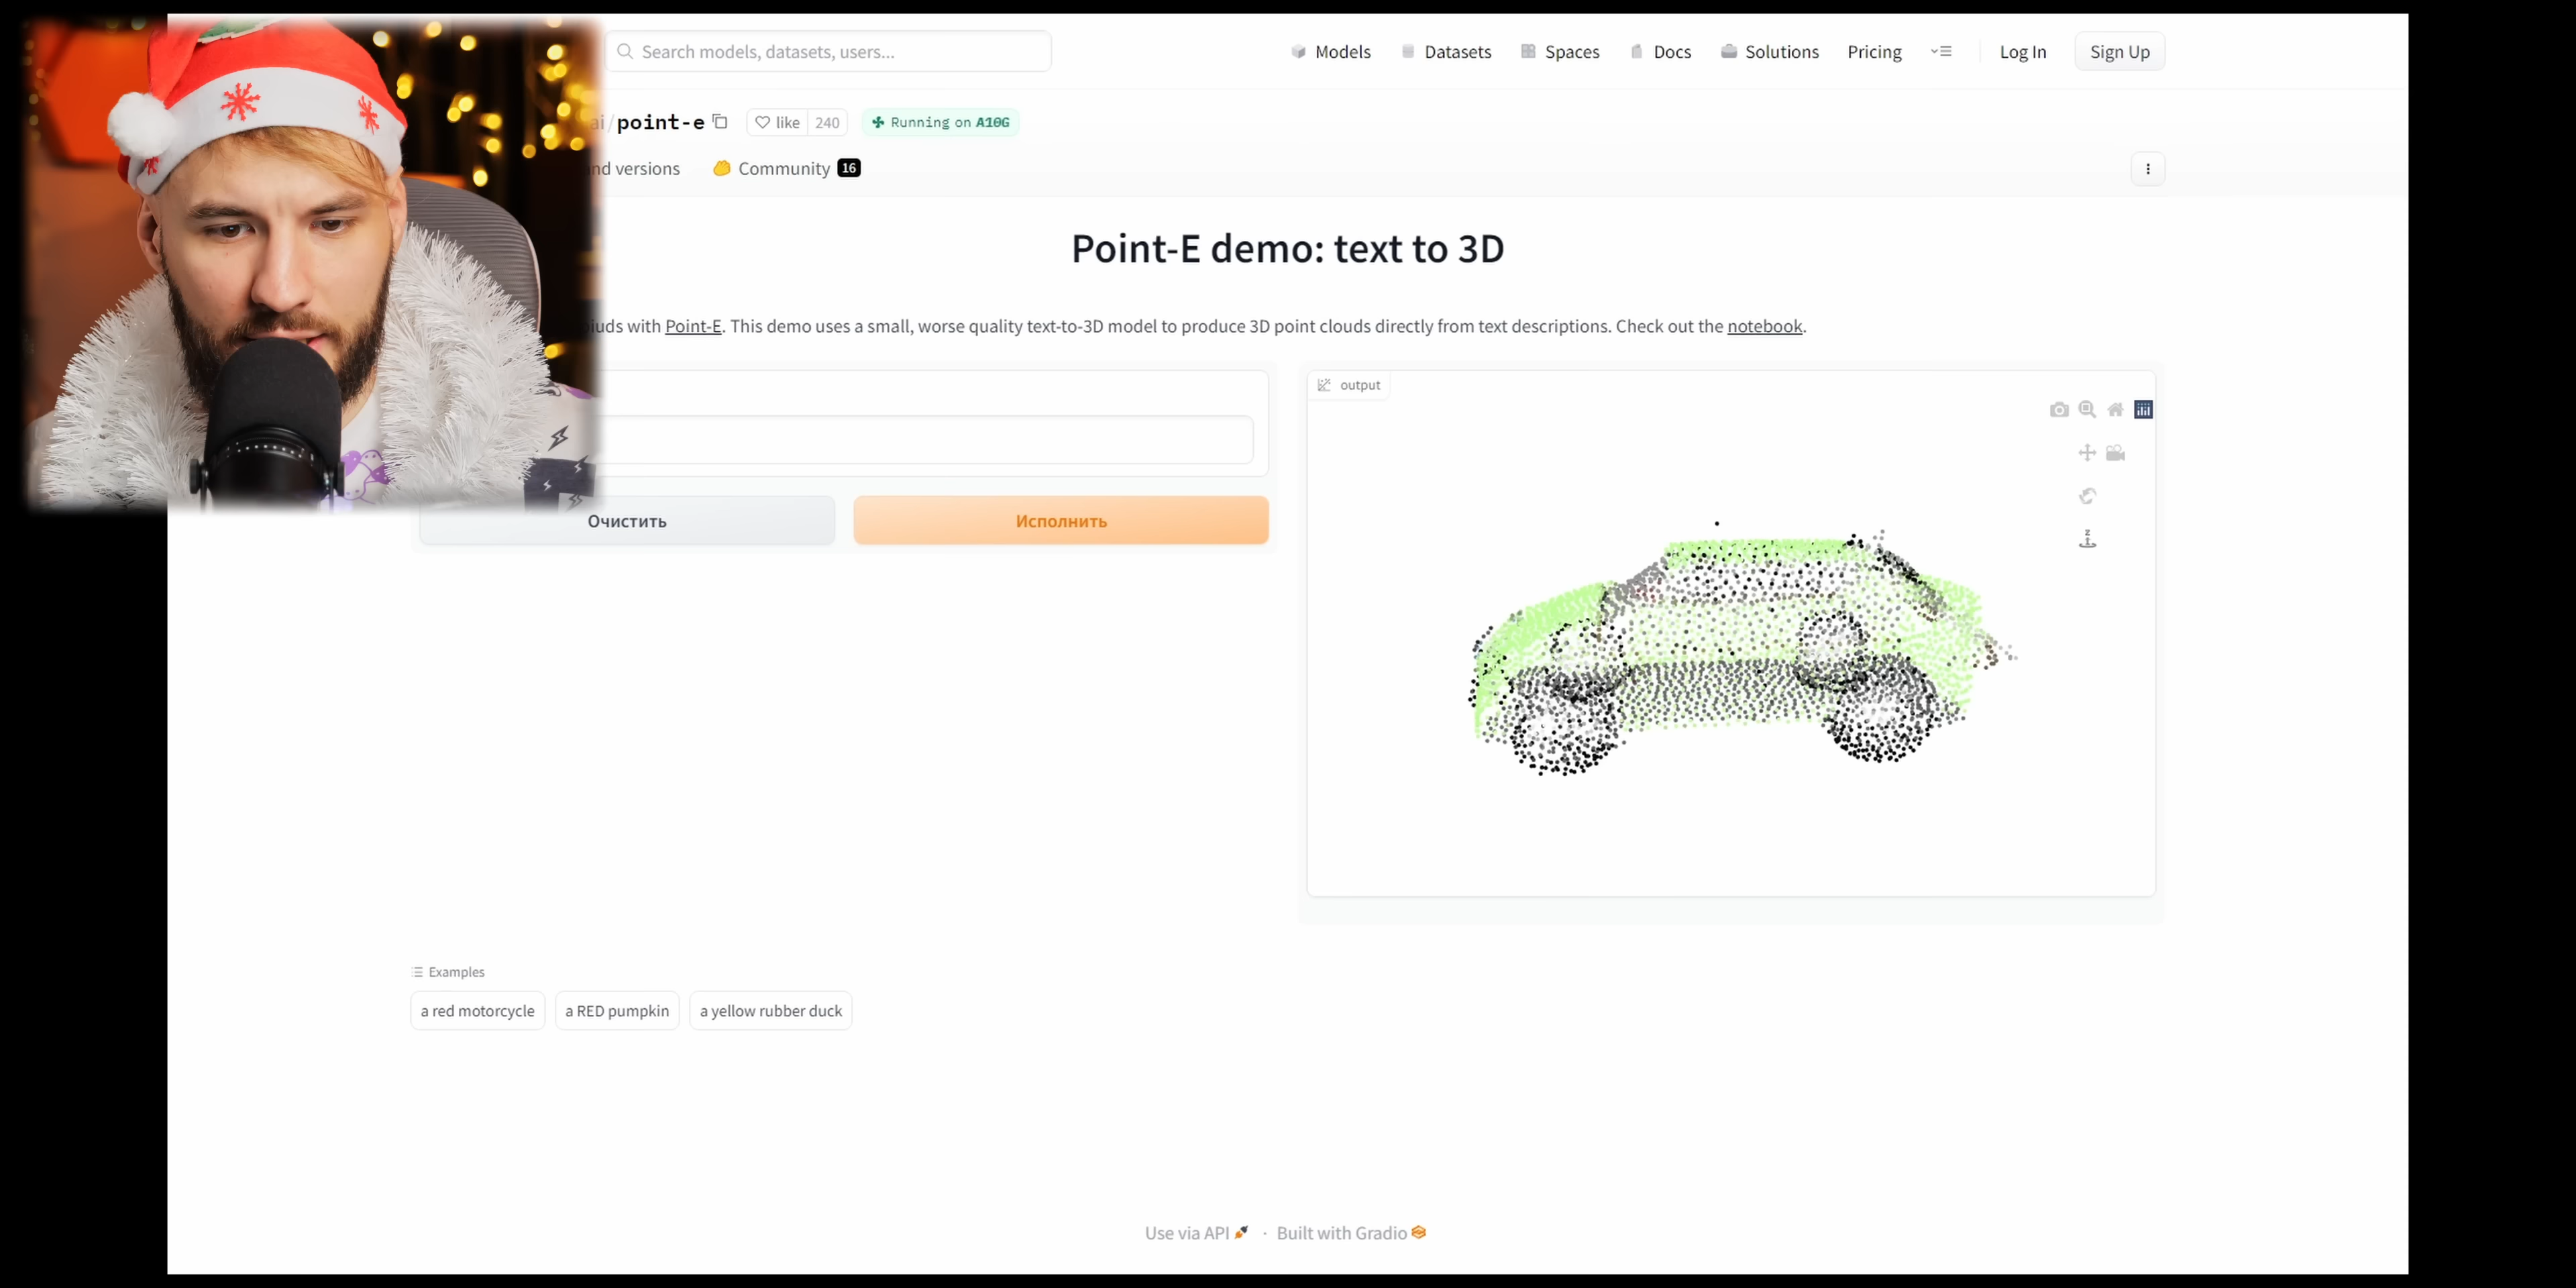 Search models, datasets, users...
Models
Datasets
Spaces
Docs
Solutions
Pricing
Log In
Sign Up
/point-e
like 240
Running on A10G
versions
Community 16
Point-E demo: text to 3D
with Point-E. This demo uses a small, worse quality text-to-3D model to produce 3D point clouds directly from text descriptions. Check out the notebook.
output
z
Очистить
Исполнить
Examples
a red motorcycle
a RED pumpkin
a yellow rubber duck
Use via API · Built with Gradio